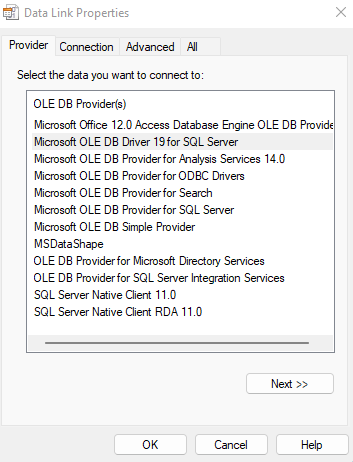 Data Link Properties
Provider Connection Advanced All
Select the data you want to connect to:
OLE DB Provider(s)
Microsoft Office 12.0 Access Database Engine OLE DB Provide
Microsoft OLE DB Driver 19 for SQL Server
Microsoft OLE DB Provider for Analysis Services 14.0
Microsoft OLE DB Provider for ODBC Drivers
Microsoft OLE DB Provider for Search
Microsoft OLE DB Provider for SQL Server
Microsoft OLE DB Simple Provider
MSDataShape
OLE DB Provider for Microsoft Directory Services
OLE DB Provider for SQL Server Integration Services
SQL Server Native Client 11.0
SQL Server Native Client RDA 11.0
Next >>
OK Cancel Help